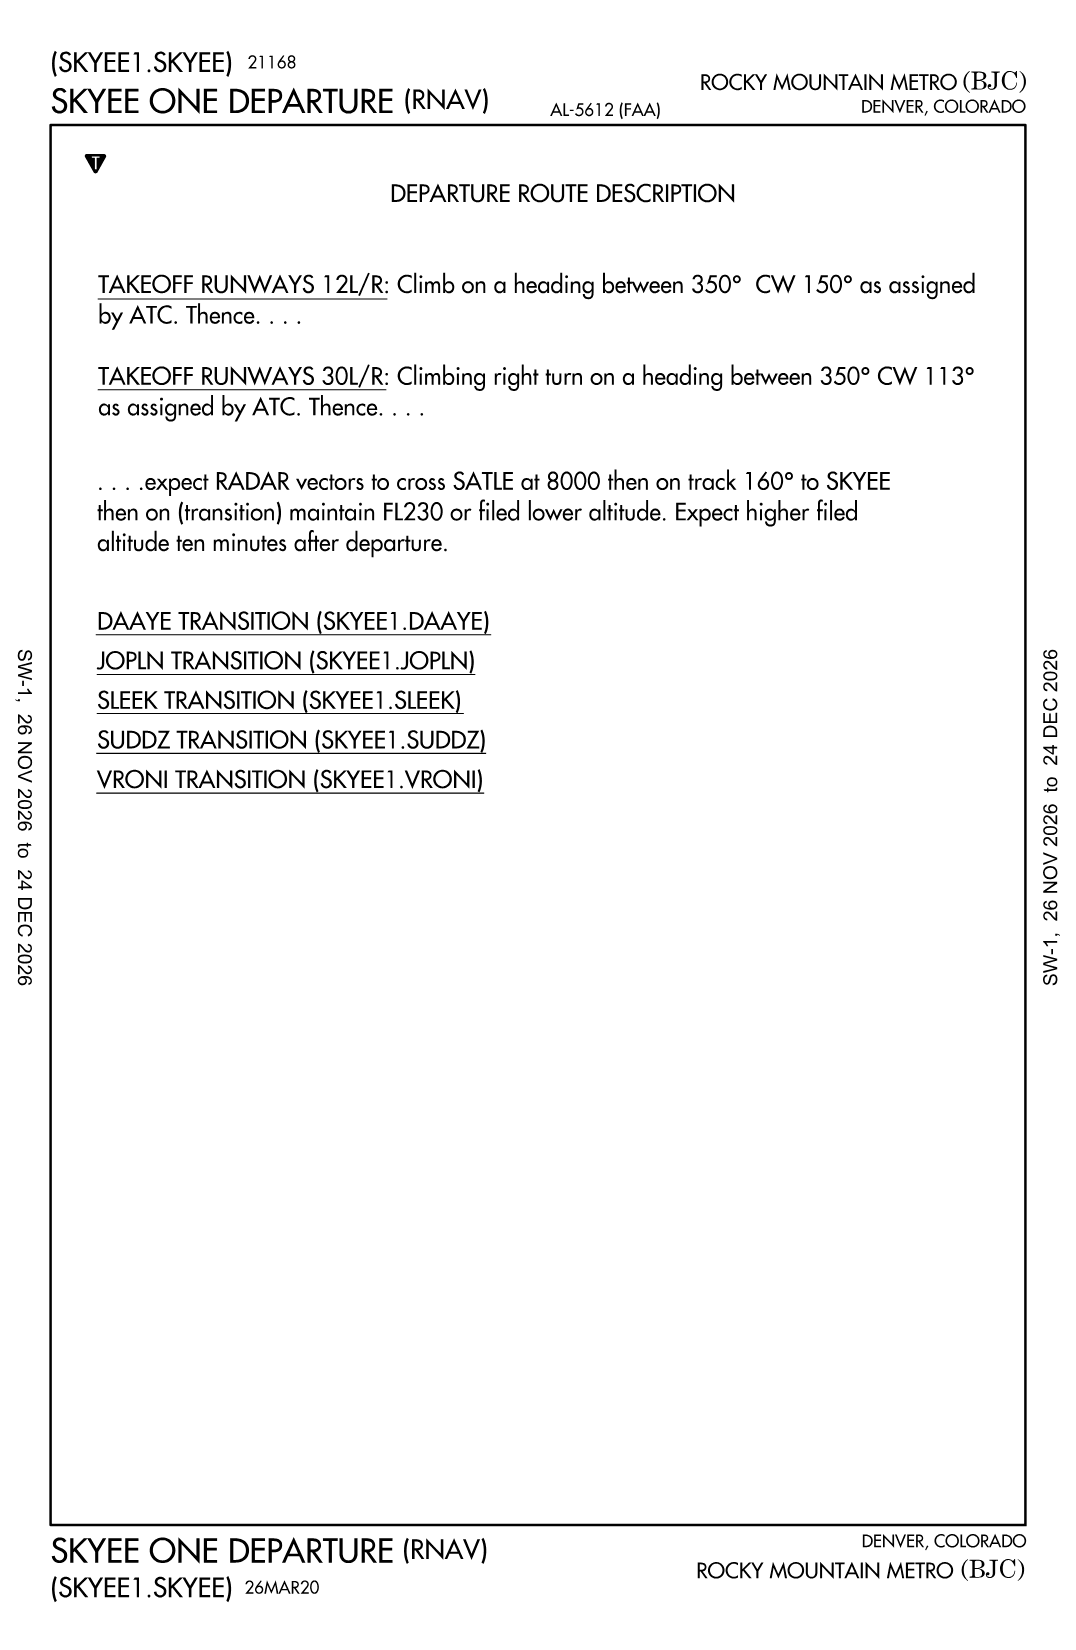 (SKYEE1.SKYEE) 21168
SKYEE ONE DEPARTURE (RNAV)
AL-5612 (FAA)
ROCKY MOUNTAIN METRO (BJC)
DENVER, COLORADO
T
DEPARTURE ROUTE DESCRIPTION
TAKEOFF RUNWAYS 12L/R: Climb on a heading between 350° CW 150° as assigned
by ATC. Thence. . . .
TAKEOFF RUNWAYS 30L/R: Climbing right turn on a heading between 350° CW 113°
as assigned by ATC. Thence. . . .
. . . .expect RADAR vectors to cross SATLE at 8000 then on track 160° to SKYEE
then on (transition) maintain FL230 or filed lower altitude. Expect higher filed
altitude ten minutes after departure.
DAAYE TRANSITION (SKYEE1.DAAYE)
JOPLN TRANSITION (SKYEE1.JOPLN)
SLEEK TRANSITION (SKYEE1.SLEEK)
SUDDZ TRANSITION (SKYEE1.SUDDZ)
VRONI TRANSITION (SKYEE1.VRONI)
SW-1, 26 NOV 2026 to 24 DEC 2026
SW-1, 26 NOV 2026 to 24 DEC 2026
SKYEE ONE DEPARTURE (RNAV)
(SKYEE1.SKYEE) 26MAR20
DENVER, COLORADO
ROCKY MOUNTAIN METRO (BJC)